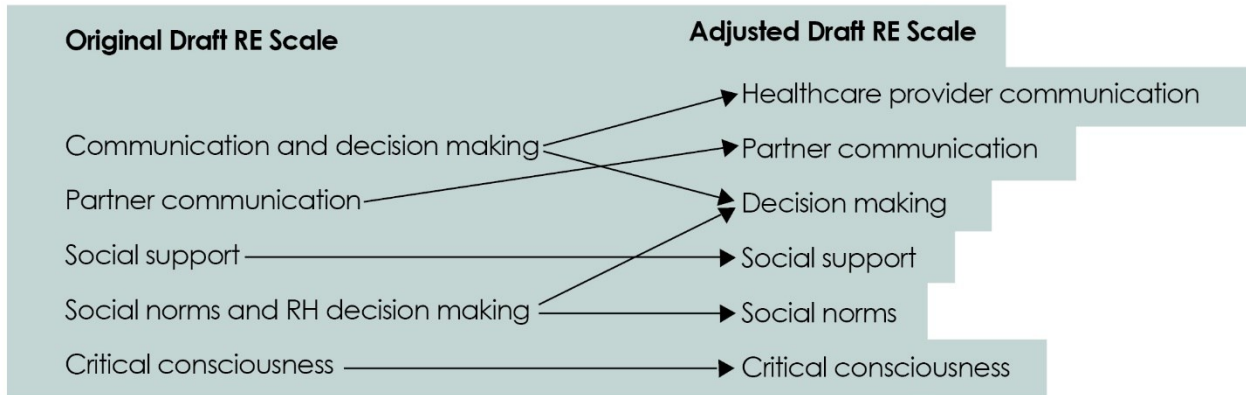 Original Draft RE Scale
Communication and decision making
Partner communication
Social support
Social norms and RH decision making
Critical consciousness
Adjusted Draft RE Scale
Healthcare provider communication
Partner communication
Decision making
Social support
Social norms
Critical consciousness